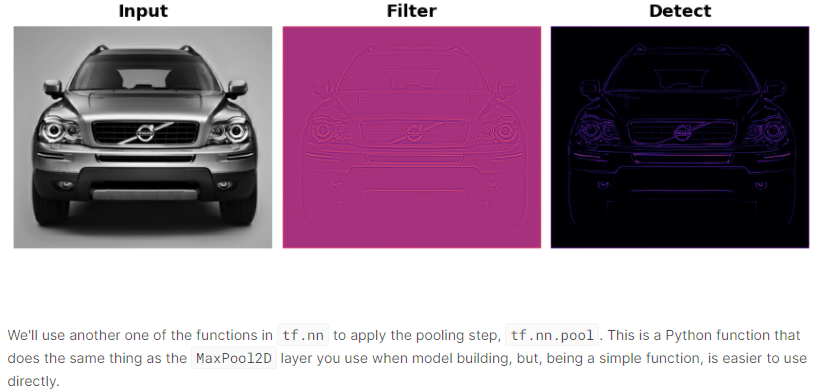 Input Filter Detect
We'll use another one of the functions in tf.nn to apply the pooling step, tf.nn.pool. This is a Python function that
does the same thing as the MaxPool2D layer you use when model building, but, being a simple function, is easier to use
directly.